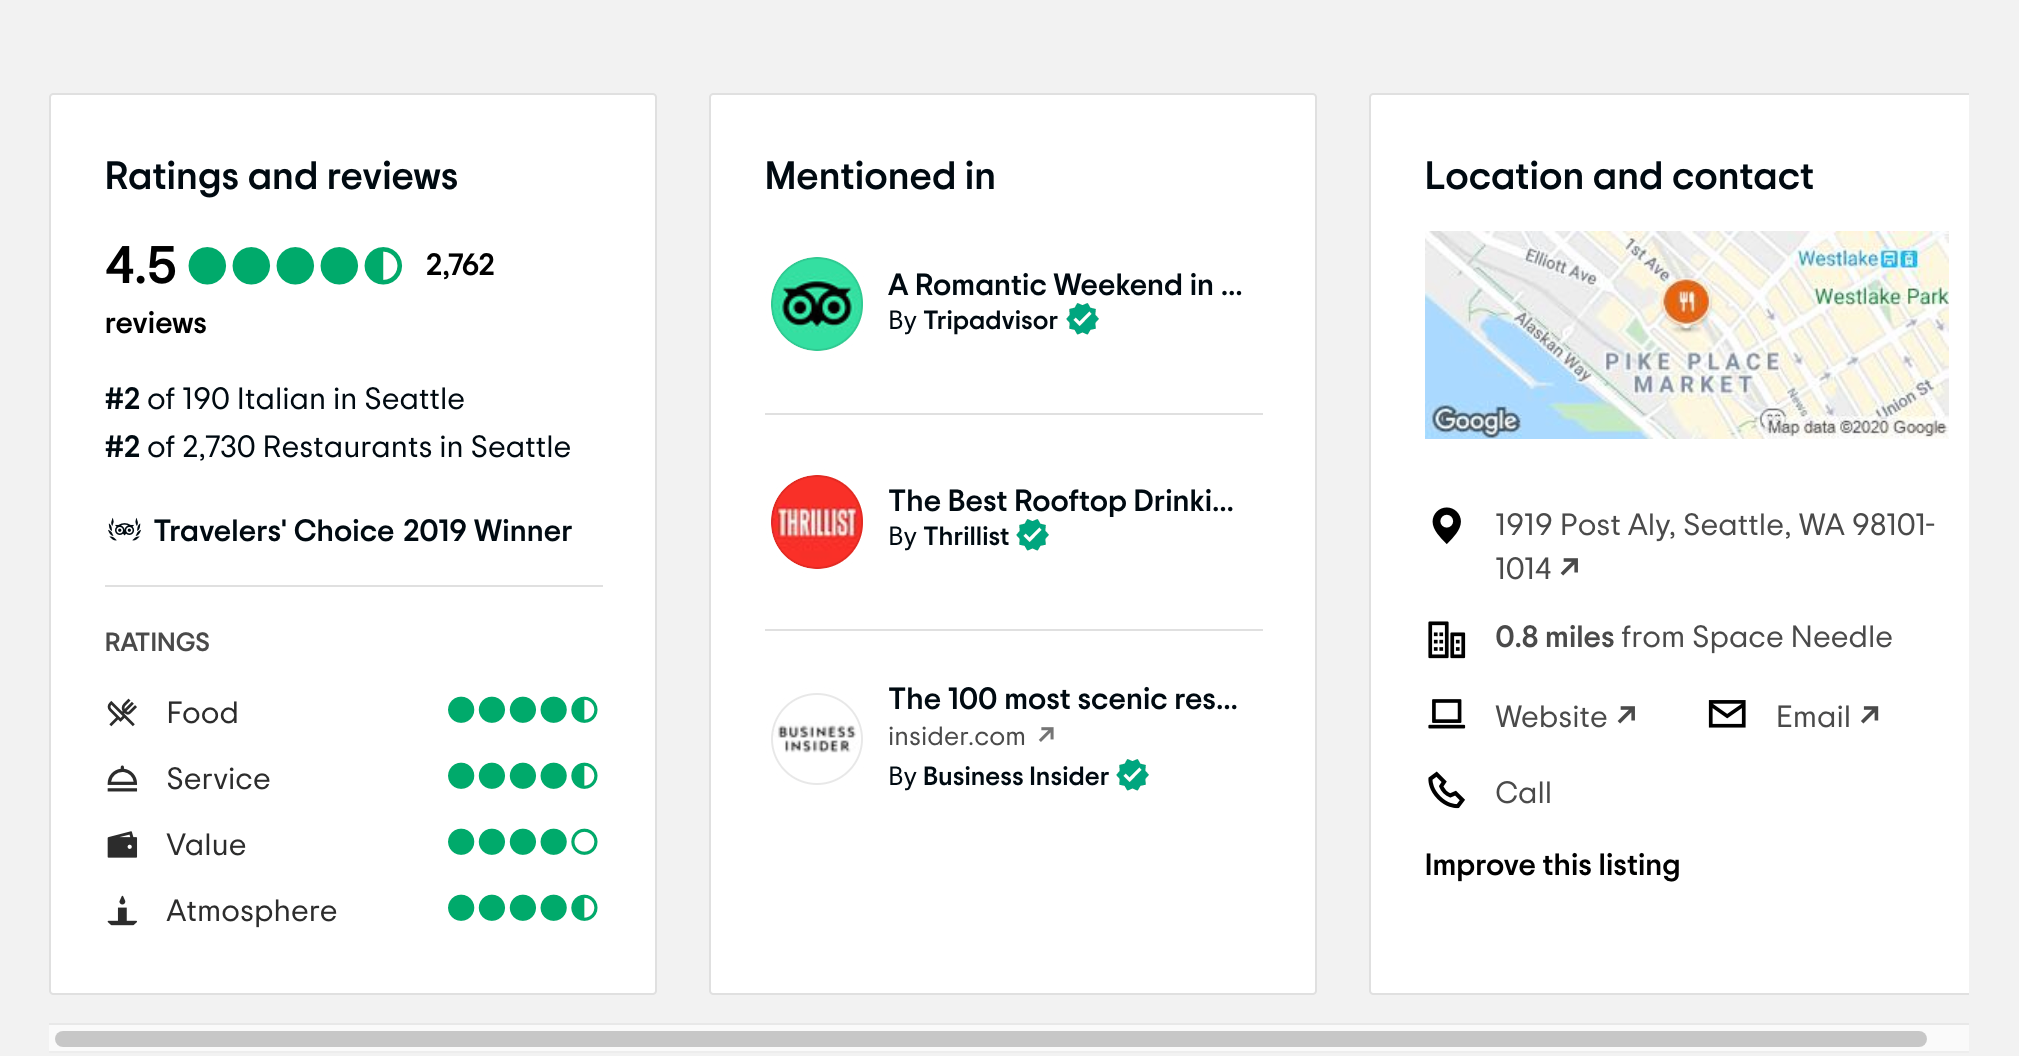 Ratings and reviews
4.5 2,762
reviews
#2 of 190 Italian in Seattle
#2 of 2,730 Restaurants in Seattle
Travelers' Choice 2019 Winner
RATINGS
Food
Service
Value
Atmosphere
Mentioned in
A Romantic Weekend in ...
By Tripadvisor
THRILLIST
The Best Rooftop Drinki...
By Thrillist
BUSINESS
INSIDER
The 100 most scenic res...
insider.com
By Business Insider
Location and contact
Elliott Ave
1st Ave
Westlake
Westlake Park
Alaskan Way
PIKE PLACE
MARKET
News
Union St
Google
Map data ©2020 Google
1919 Post Aly, Seattle, WA 98101-
1014
0.8 miles from Space Needle
Website
Email
Call
Improve this listing